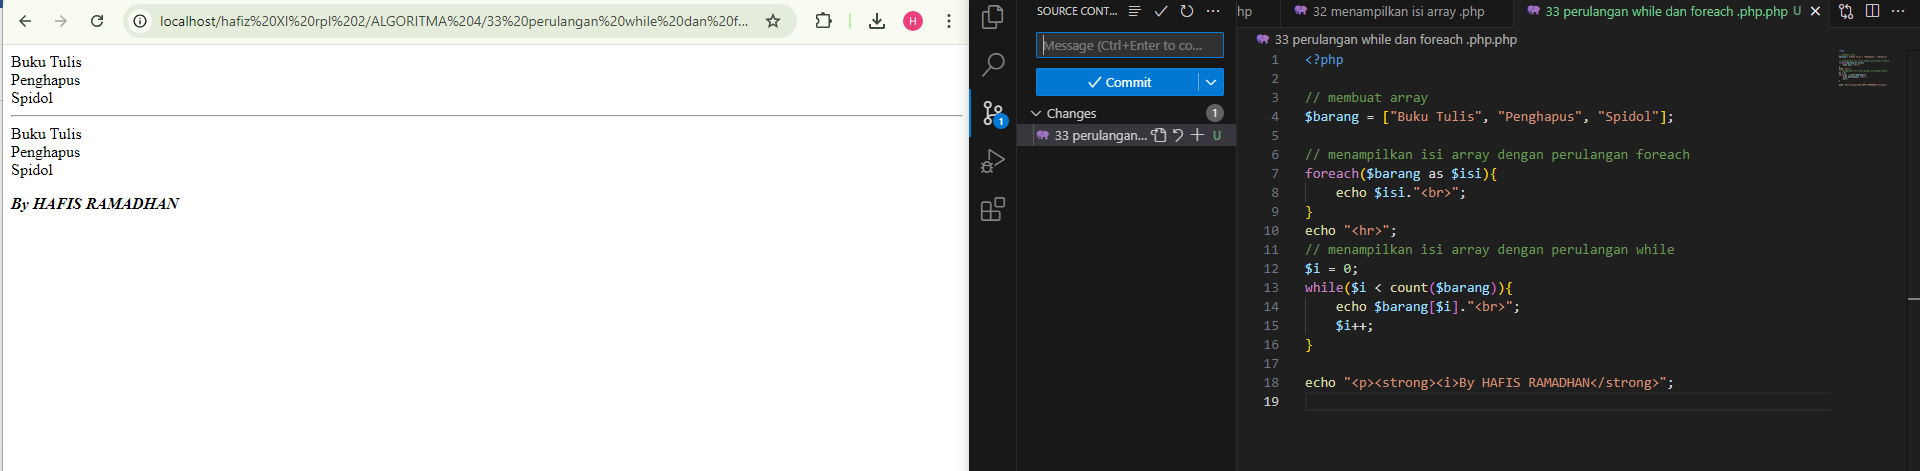 localhost/hafiz%20XI%20rpl%202/ALGORITMA%204/33%20perulangan%20while%20dan%20f...
H
Buku Tulis
Penghapus
Spidol
Buku Tulis
Penghapus
Spidol
By HAFIS RAMADHAN
SOURCE CONT...
Message (Ctrl+Enter to co...
Commit
Changes
1
33 perulangan...
U
1
hp
32 menampilkan isi array .php
33 perulangan while dan foreach .php.php U
33 perulangan while dan foreach .php.php
1 <?php
2
3 // membuat array
4 $barang = ["Buku Tulis", "Penghapus", "Spidol"];
5
6 // menampilkan isi array dengan perulangan foreach
7 foreach($barang as $isi){
8     echo $isi."<br>";
9 }
10 echo "<hr>";
11 // menampilkan isi array dengan perulangan while
12 $i = 0;
13 while($i < count($barang)){
14     echo $barang[$i]."<br>";
15     $i++;
16 }
17
18 echo "<p><strong><i>By HAFIS RAMADHAN</strong>";
19